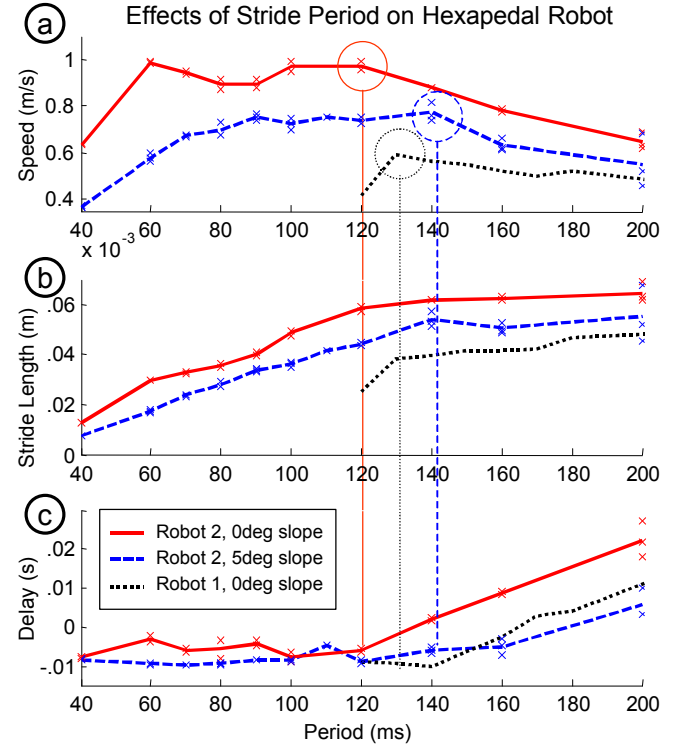 Effects of Stride Period on Hexapedal Robot
a
Speed (m/s)
1
0.8
0.6
0.4
40 60 80 100 120 140 160 180 200
x 10^-3
b
Stride Length (m)
.06
.04
.02
0
40 60 80 100 120 140 160 180 200
c
Delay (s)
.02
.01
0
-.01
Robot 2, 0deg slope
Robot 2, 5deg slope
Robot 1, 0deg slope
40 60 80 100 120 140 160 180 200
Period (ms)